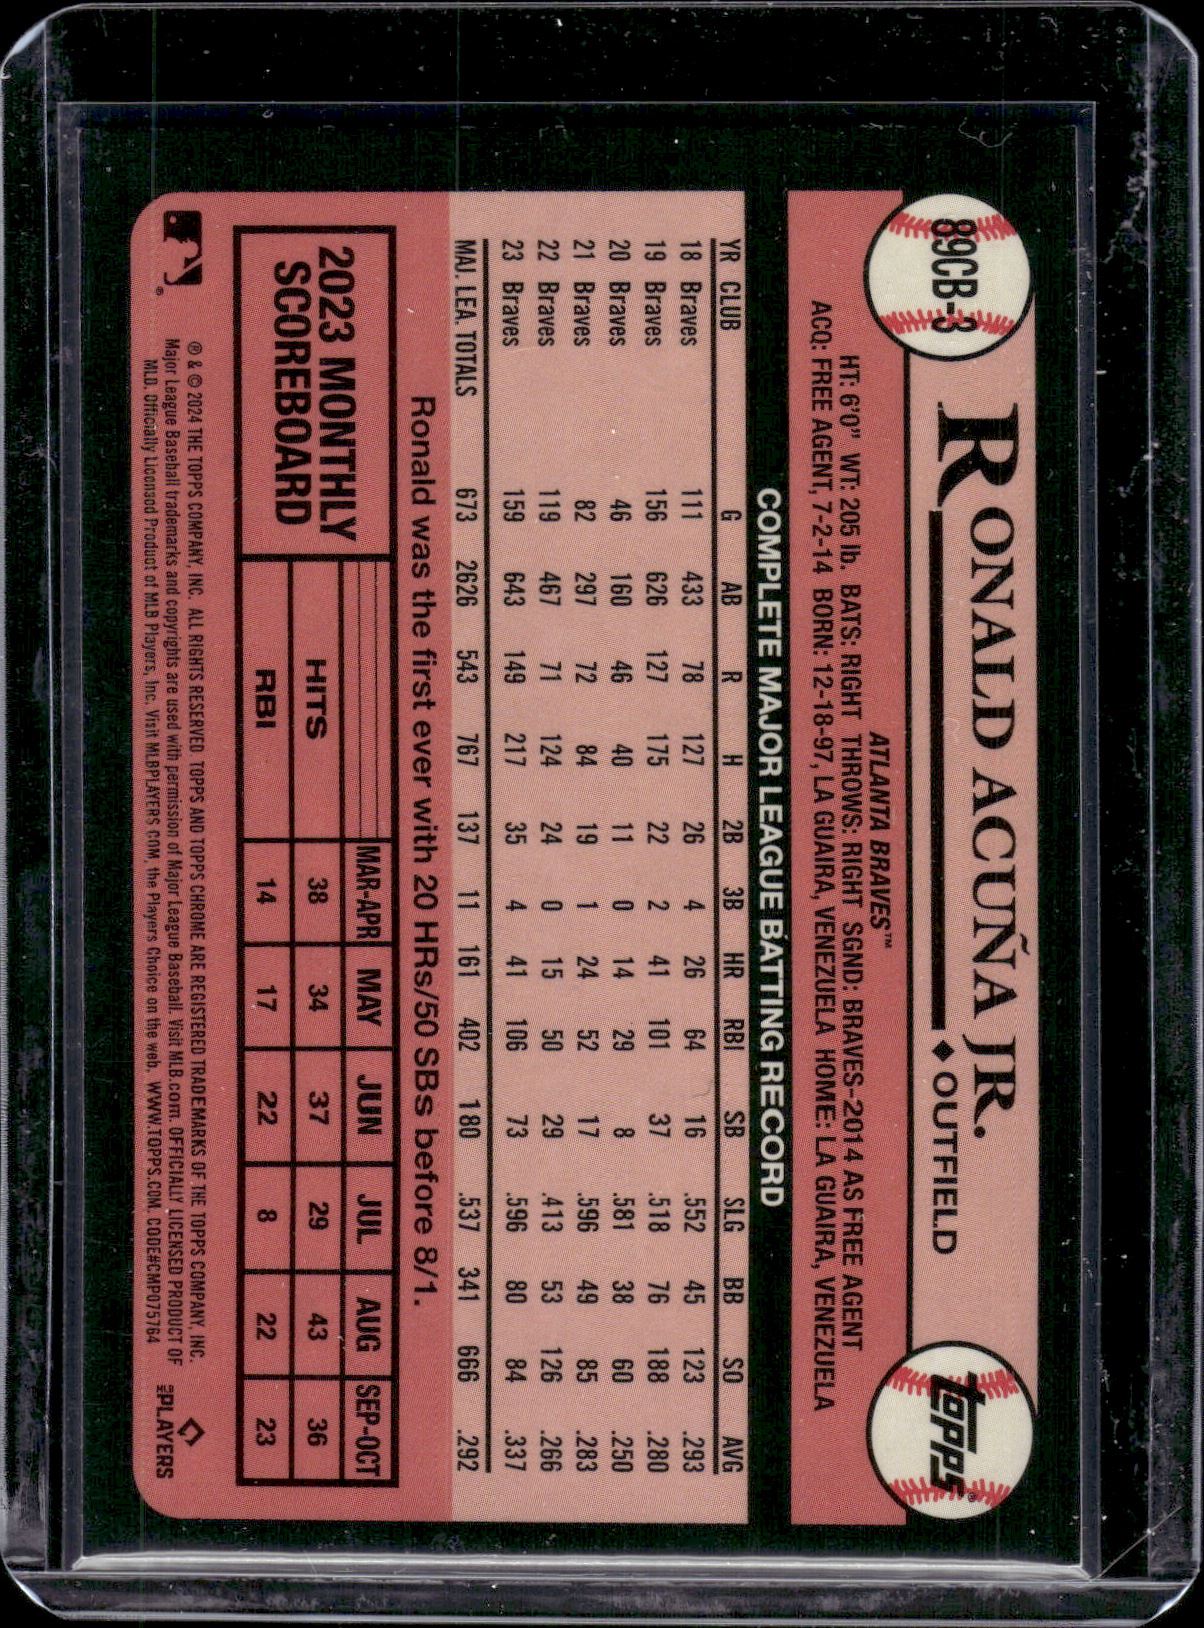 89CB-3
RONALD ACUÑA JR.
◆OUTFIELD
topps®
ATLANTA BRAVES™
HT: 6'0" WT: 205 lb. BATS: RIGHT THROWS: RIGHT SGND: BRAVES-2014 AS FREE AGENT
ACQ: FREE AGENT, 7-2-14 BORN: 12-18-97, LA GUAIRA, VENEZUELA HOME: LA GUAIRA, VENEZUELA
COMPLETE MAJOR LEAGUE BATTING RECORD
YR CLUB G AB R H 2B 3B HR RBI SB SLG BB SO AVG
18 Braves 111 433 78 127 26 4 26 64 16 .552 45 123 .293
19 Braves 156 626 127 175 22 2 41 101 37 .518 76 188 .280
20 Braves 46 160 46 40 11 0 14 29 8 .581 38 60 .250
21 Braves 82 297 72 84 19 1 24 52 17 .596 49 85 .283
22 Braves 119 467 71 124 24 0 15 50 29 .413 53 126 .266
23 Braves 159 643 149 217 35 4 41 106 73 .596 80 84 .337
MAJ. LEA. TOTALS 673 2626 543 767 137 11 161 402 180 .537 341 666 .292
Ronald was the first ever with 20 HRs/50 SBs before 8/1.
2023 MONTHLY
SCOREBOARD
MAR-APR MAY JUN JUL AUG SEP-OCT
HITS 38 34 37 29 43 36
RBI 14 17 22 8 22 23
® & © 2024 THE TOPPS COMPANY, INC. ALL RIGHTS RESERVED. TOPPS AND TOPPS CHROME ARE REGISTERED TRADEMARKS OF THE TOPPS COMPANY, INC.
Major League Baseball trademarks and copyrights are used with permission of Major League Baseball. Visit MLB.com. OFFICIALLY LICENSED PRODUCT OF
MLB. Officially Licensed Product of MLB Players, Inc. Visit MLBPLAYERS.COM, the Players Choice on the web. WWW.TOPPS.COM. CODE#CMP075764
MLB PLAYERS